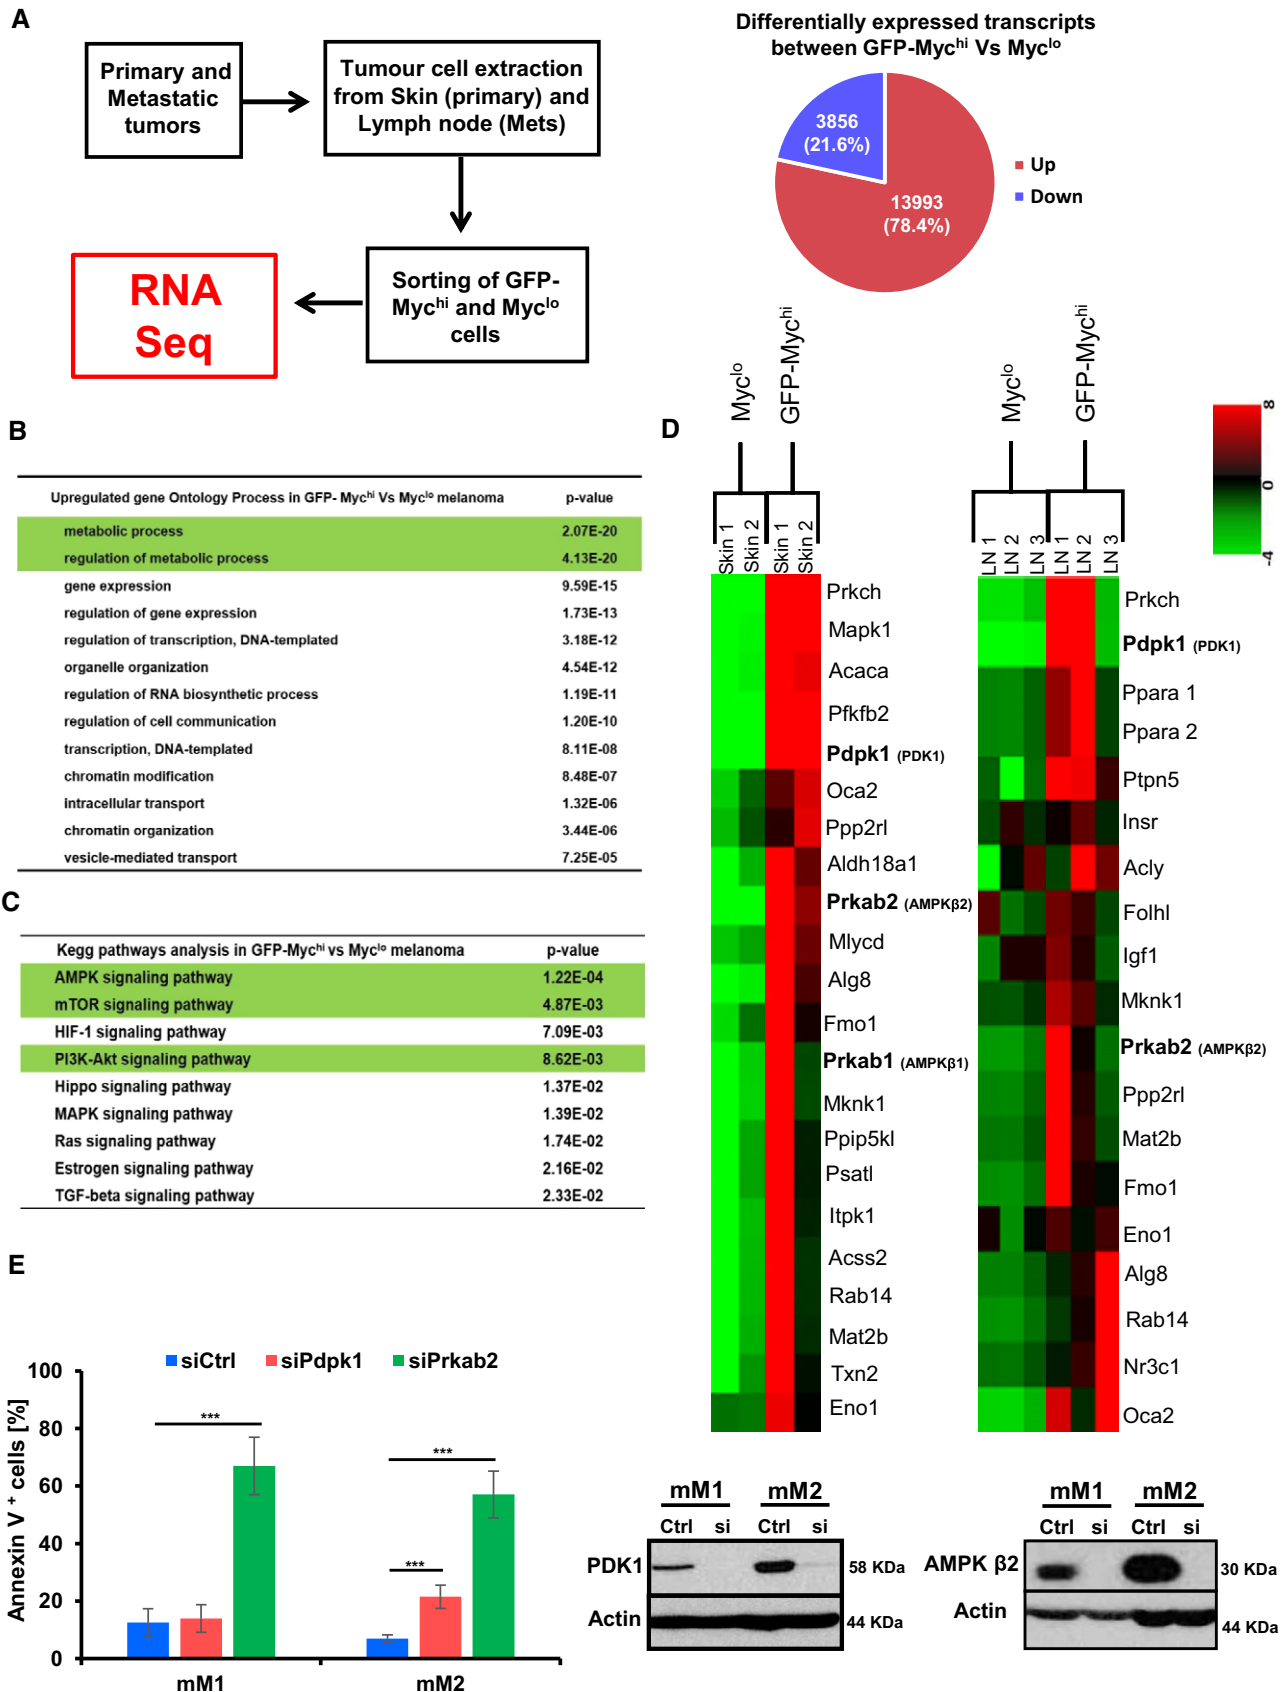 A
Primary and
Metastatic
tumors
Tumour cell extraction
from Skin (primary) and
Lymph node (Mets)
Sorting of GFP-
Myc^hi and Myc^lo
cells
RNA
Seq
Differentially expressed transcripts
between GFP-Myc^hi Vs Myc^lo
3856
(21.6%)
13993
(78.4%)
Up
Down
B
Upregulated gene Ontology Process in GFP- Myc^hi Vs Myc^lo melanoma p-value
metabolic process 2.07E-20
regulation of metabolic process 4.13E-20
gene expression 9.59E-15
regulation of gene expression 1.73E-13
regulation of transcription, DNA-templated 3.18E-12
organelle organization 4.54E-12
regulation of RNA biosynthetic process 1.19E-11
regulation of cell communication 1.20E-10
transcription, DNA-templated 8.11E-08
chromatin modification 8.48E-07
intracellular transport 1.32E-06
chromatin organization 3.44E-06
vesicle-mediated transport 7.25E-05
C
Kegg pathways analysis in GFP-Myc^hi vs Myc^lo melanoma p-value
AMPK signaling pathway 1.22E-04
mTOR signaling pathway 4.87E-03
HIF-1 signaling pathway 7.09E-03
PI3K-Akt signaling pathway 8.62E-03
Hippo signaling pathway 1.37E-02
MAPK signaling pathway 1.39E-02
Ras signaling pathway 1.74E-02
Estrogen signaling pathway 2.16E-02
TGF-beta signaling pathway 2.33E-02
D
Myc^lo
GFP-Myc^hi
Skin 1
Skin 2
Skin 1
Skin 2
Prkch
Mapk1
Acaca
Pfkfb2
Pdpk1 (PDK1)
Oca2
Ppp2rl
Aldh18a1
Prkab2 (AMPKβ2)
Mlycd
Alg8
Fmo1
Prkab1 (AMPKβ1)
Mknk1
Ppip5kl
Psatl
Itpk1
Acss2
Rab14
Mat2b
Txn2
Eno1
Myc^lo
GFP-Myc^hi
LN 1
LN 2
LN 3
LN 1
LN 2
LN 3
Prkch
Pdpk1 (PDK1)
Ppara 1
Ppara 2
Ptpn5
Insr
Acly
Folhl
Igf1
Mknk1
Prkab2 (AMPKβ2)
Ppp2rl
Mat2b
Fmo1
Eno1
Alg8
Rab14
Nr3c1
Oca2
8
0
-4
E
siCtrl siPdpk1 siPrkab2
Annexin V + cells [%]
100
80
60
40
20
0
***
***
***
mM1 mM2
mM1 mM2
Ctrl si Ctrl si
PDK1 58 KDa
Actin 44 KDa
mM1 mM2
Ctrl si Ctrl si
AMPK β2 30 KDa
Actin 44 KDa